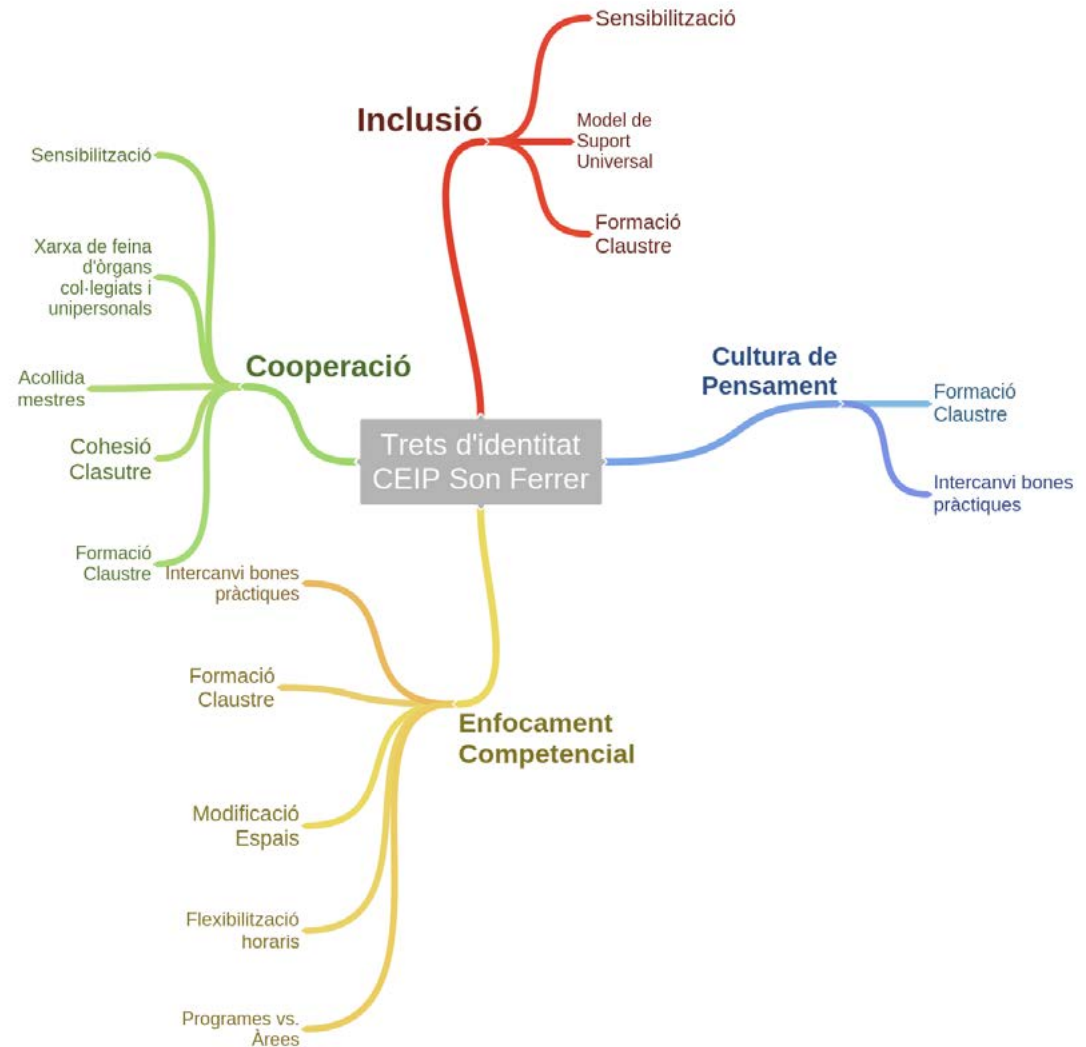 Sensibilització
Inclusió
Model de
Suport
Universal
Formació
Claustre
Sensibilització
Xarxa de feina
d'òrgans
col·legiats i
unipersonals
Cooperació
Acollida
mestres
Cohesió
Clasutre
Formació
Claustre
Trets d'identitat
CEIP Son Ferrer
Cultura de
Pensament
Formació
Claustre
Intercanvi bones
pràctiques
Intercanvi bones
pràctiques
Formació
Claustre
Enfocament
Competencial
Modificació
Espais
Flexibilització
horaris
Programes vs.
Àrees